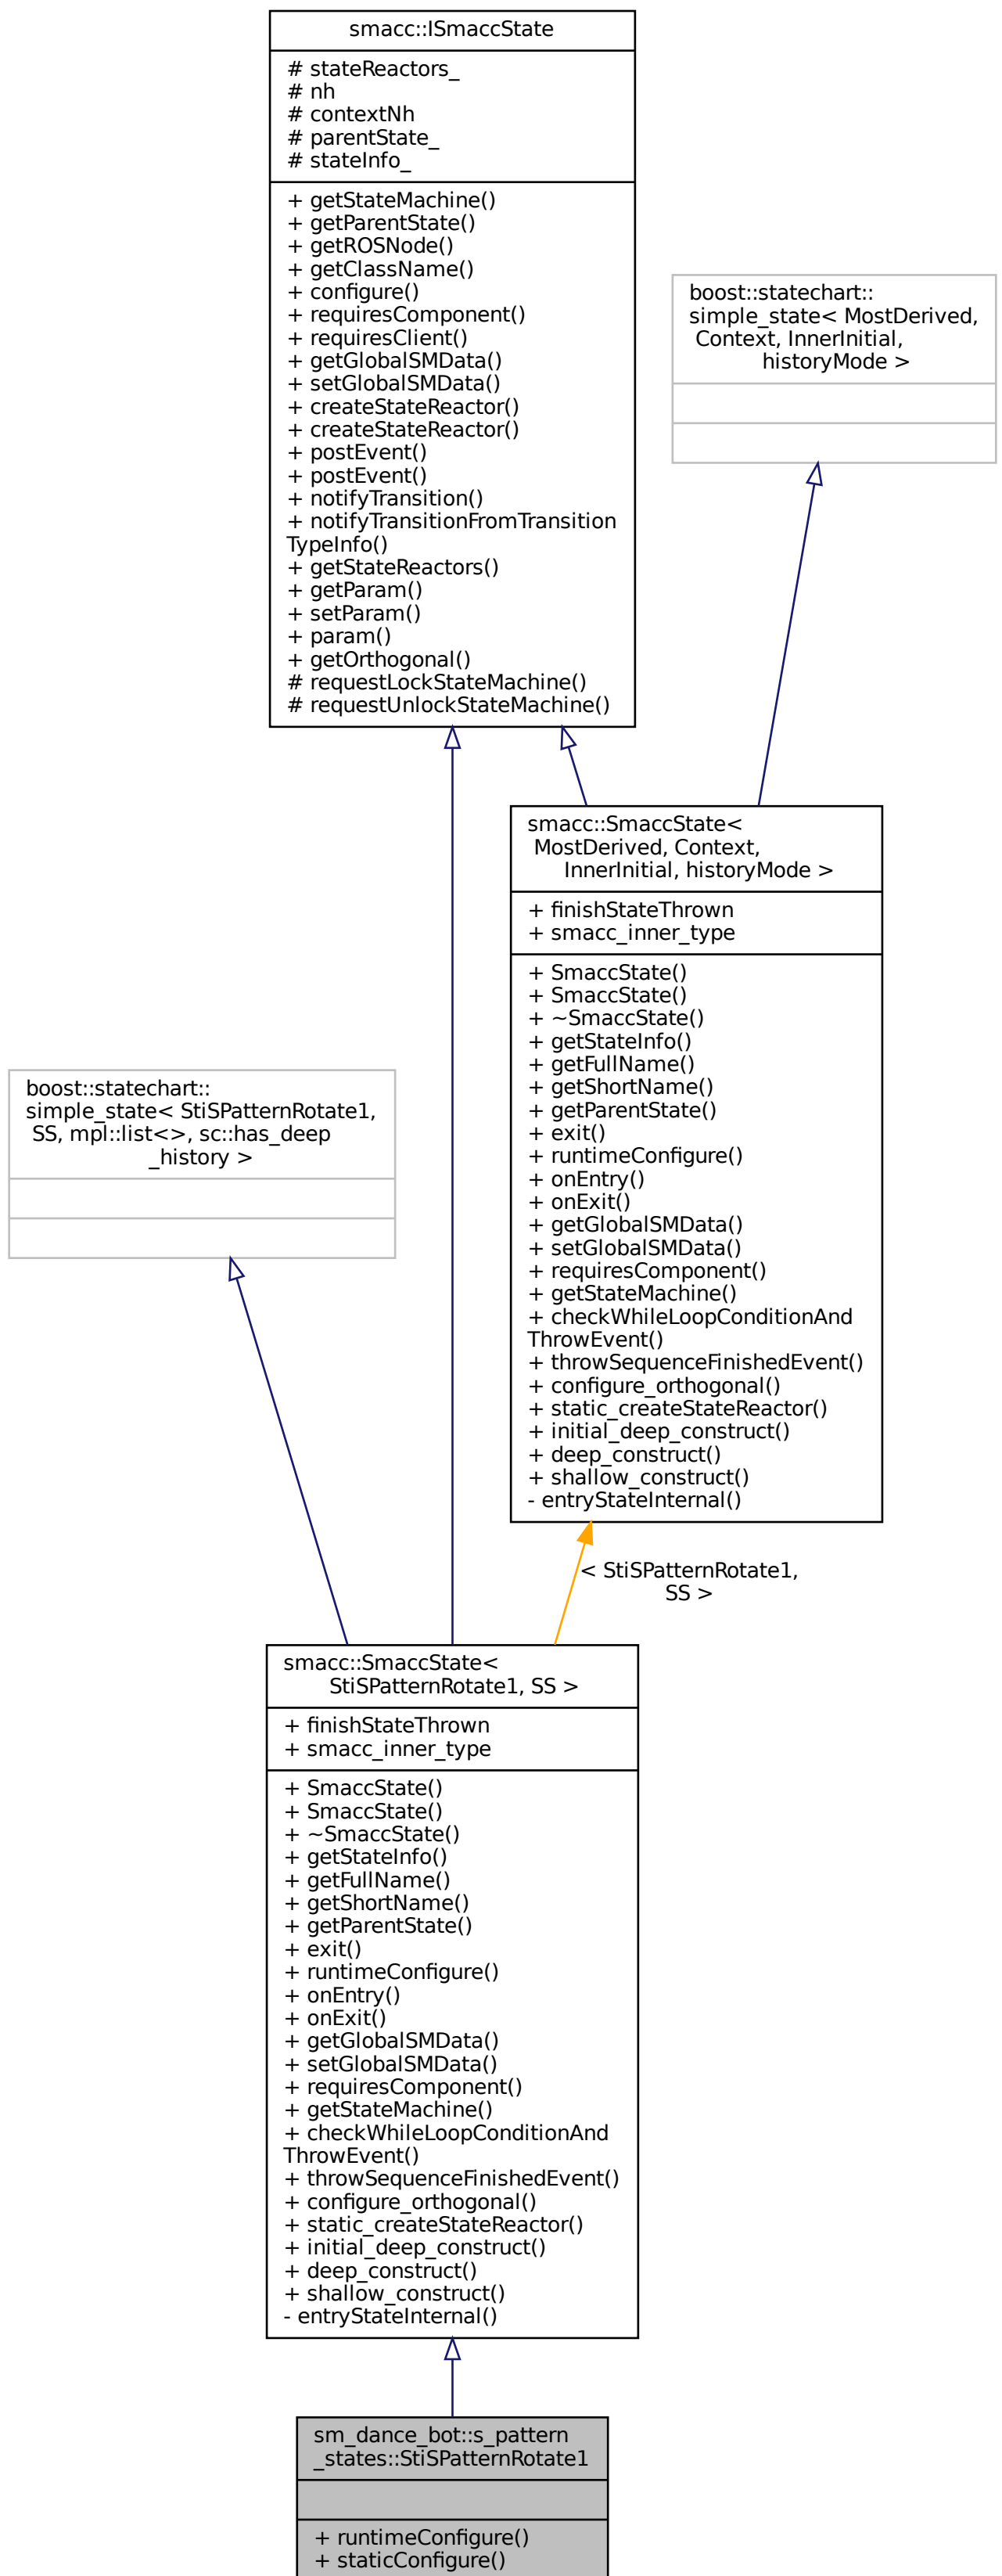 smacc::ISmaccState
# stateReactors_
# nh
# contextNh
# parentState_
# stateInfo_
+ getStateMachine()
+ getParentState()
+ getROSNode()
+ getClassName()
+ configure()
+ requiresComponent()
+ requiresClient()
+ getGlobalSMData()
+ setGlobalSMData()
+ createStateReactor()
+ createStateReactor()
+ postEvent()
+ postEvent()
+ notifyTransition()
+ notifyTransitionFromTransition
TypeInfo()
+ getStateReactors()
+ getParam()
+ setParam()
+ param()
+ getOrthogonal()
# requestLockStateMachine()
# requestUnlockStateMachine()
boost::statechart::
simple_state< MostDerived,
Context, InnerInitial,
historyMode >
smacc::SmaccState<
MostDerived, Context,
InnerInitial, historyMode >
+ finishStateThrown
+ smacc_inner_type
+ SmaccState()
+ SmaccState()
+ ~SmaccState()
+ getStateInfo()
+ getFullName()
+ getShortName()
+ getParentState()
+ exit()
+ runtimeConfigure()
+ onEntry()
+ onExit()
+ getGlobalSMData()
+ setGlobalSMData()
+ requiresComponent()
+ getStateMachine()
+ checkWhileLoopConditionAnd
ThrowEvent()
+ throwSequenceFinishedEvent()
+ configure_orthogonal()
+ static_createStateReactor()
+ initial_deep_construct()
+ deep_construct()
+ shallow_construct()
- entryStateInternal()
boost::statechart::
simple_state< StiSPatternRotate1,
SS, mpl::list<>, sc::has_deep
_history >
< StiSPatternRotate1,
SS >
smacc::SmaccState<
StiSPatternRotate1, SS >
+ finishStateThrown
+ smacc_inner_type
+ SmaccState()
+ SmaccState()
+ ~SmaccState()
+ getStateInfo()
+ getFullName()
+ getShortName()
+ getParentState()
+ exit()
+ runtimeConfigure()
+ onEntry()
+ onExit()
+ getGlobalSMData()
+ setGlobalSMData()
+ requiresComponent()
+ getStateMachine()
+ checkWhileLoopConditionAnd
ThrowEvent()
+ throwSequenceFinishedEvent()
+ configure_orthogonal()
+ static_createStateReactor()
+ initial_deep_construct()
+ deep_construct()
+ shallow_construct()
- entryStateInternal()
sm_dance_bot::s_pattern
_states::StiSPatternRotate1
+ runtimeConfigure()
+ staticConfigure()